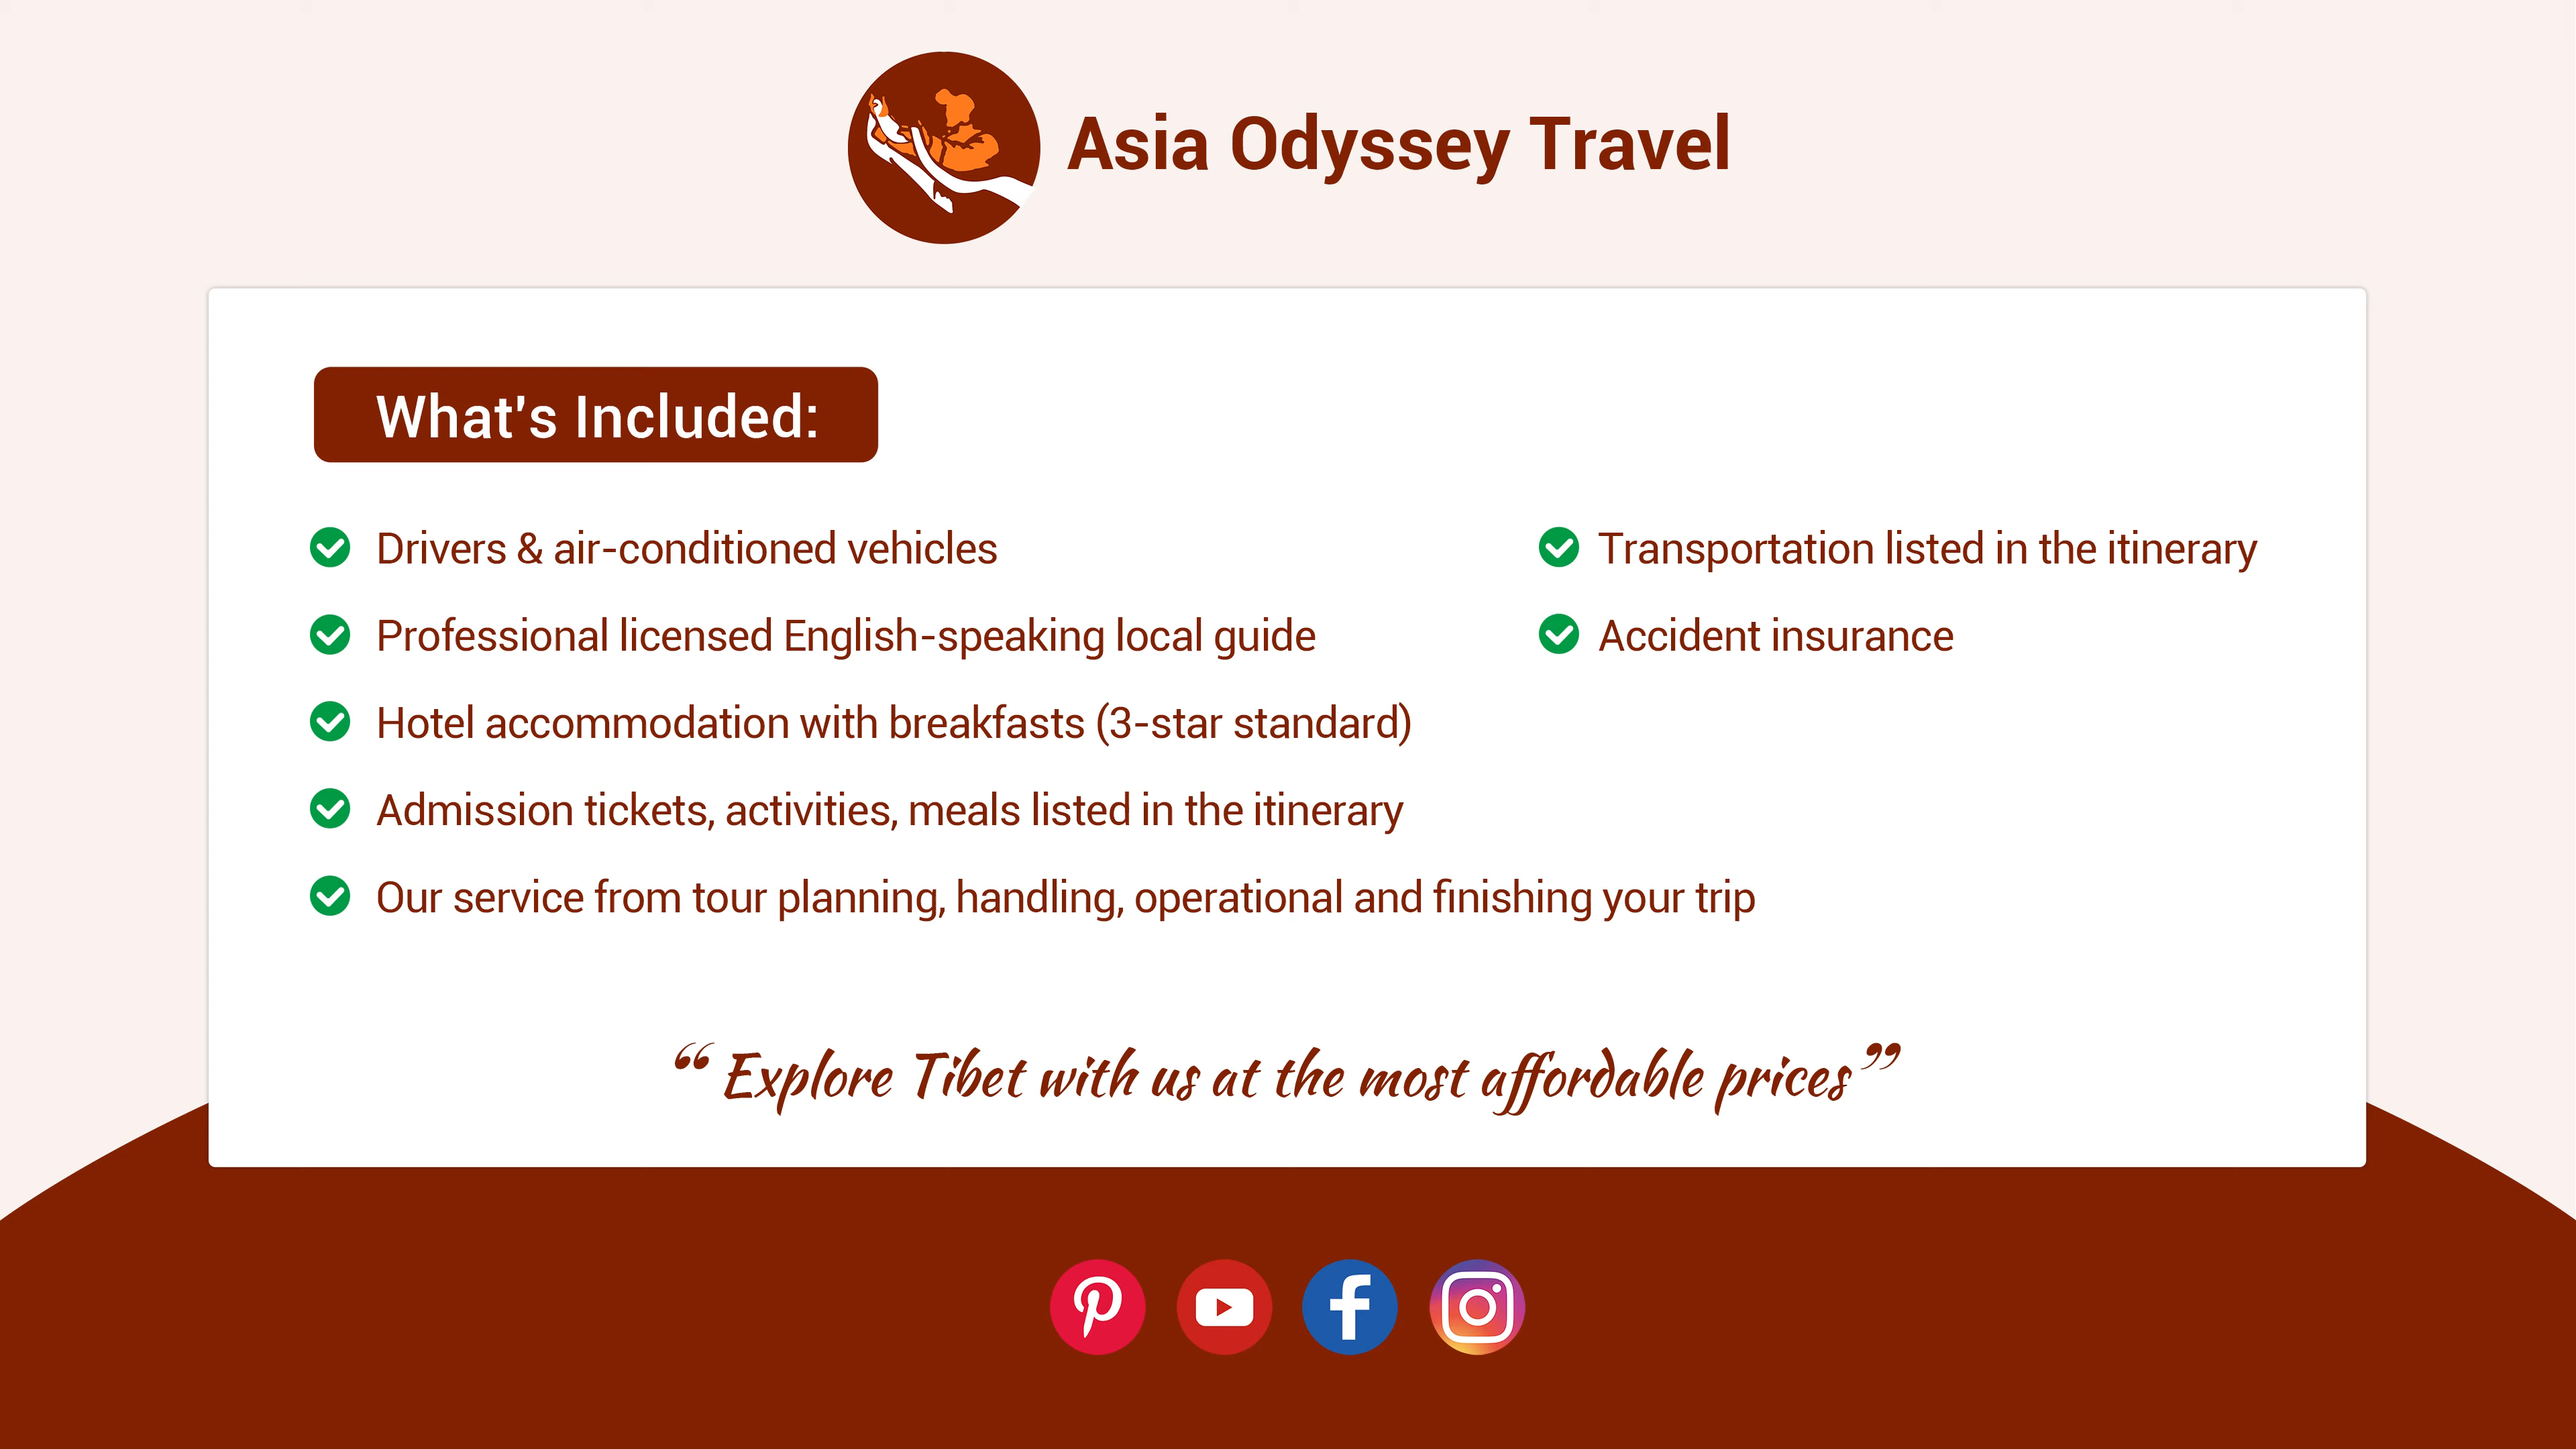 Asia Odyssey Travel
What's Included:
Drivers & air-conditioned vehicles
Professional licensed English-speaking local guide
Hotel accommodation with breakfasts (3-star standard)
Admission tickets, activities, meals listed in the itinerary
Our service from tour planning, handling, operational and finishing your trip
Transportation listed in the itinerary
Accident insurance
“ Explore Tibet with us at the most affordable prices”